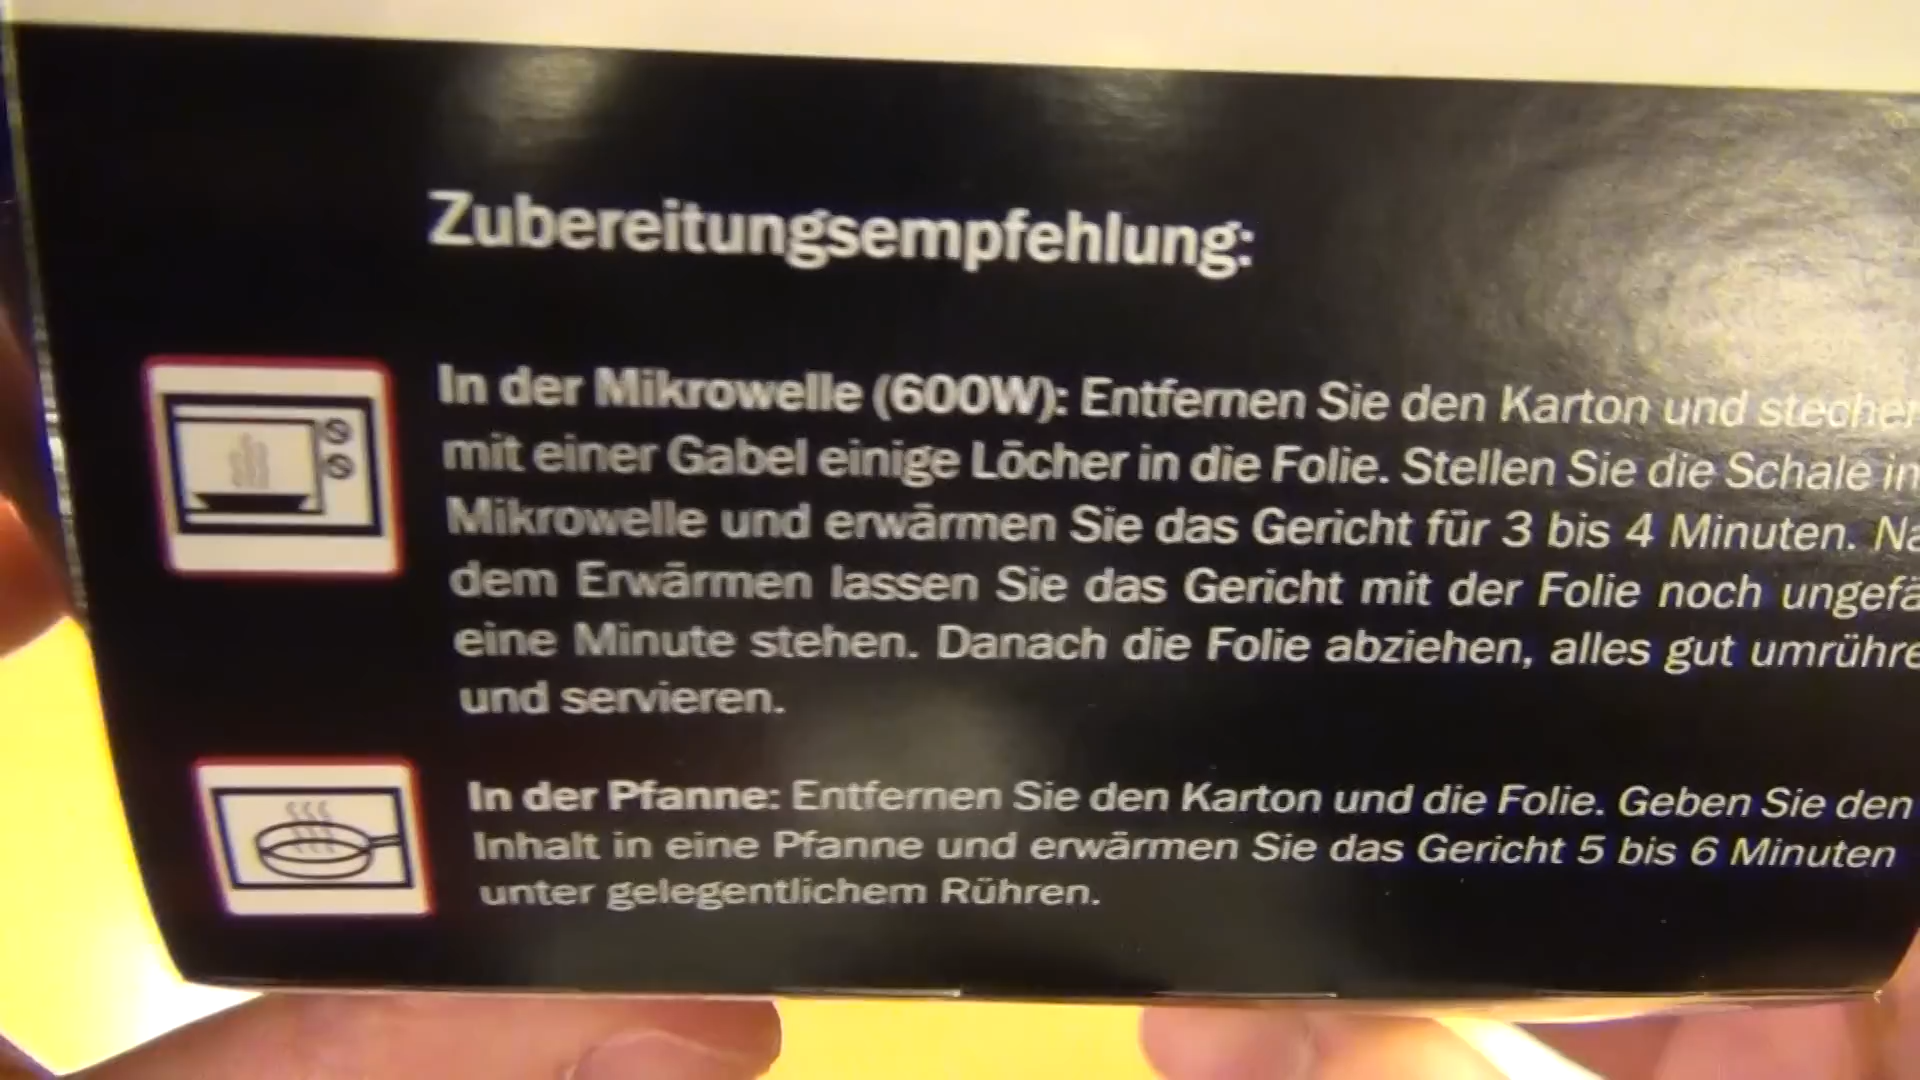 Zubereitungsempfehlung:
In der Mikrowelle (600W): Entfernen Sie den Karton und stechen
mit einer Gabel einige Löcher in die Folie. Stellen Sie die Schale in
Mikrowelle und erwärmen Sie das Gericht für 3 bis 4 Minuten. Na
dem Erwärmen lassen Sie das Gericht mit der Folie noch ungefä
eine Minute stehen. Danach die Folie abziehen, alles gut umrühre
und servieren.
In der Pfanne: Entfernen Sie den Karton und die Folie. Geben Sie den
Inhalt in eine Pfanne und erwärmen Sie das Gericht 5 bis 6 Minuten
unter gelegentlichem Rühren.